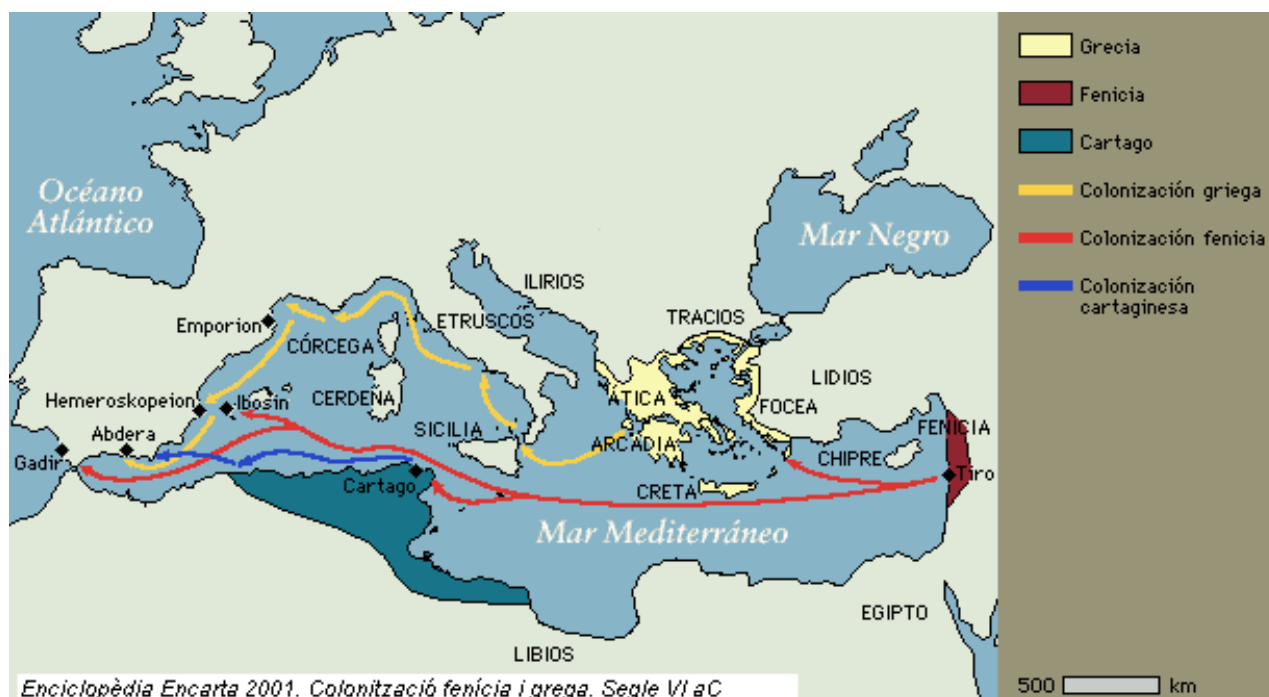 Grecia
Fenicia
Cartago
Colonización griega
Colonización fenicia
Colonización
cartaginesa
Océano
Atlántico
Mar Negro
ILIRIOS
ETRUSCOS
TRACIOS
Emporion
CÓRCEGA
LIDIOS
Hemeroskopeion
Ibosin
CERDEÑA
ÁTICA
FOCEA
Abdera
SICILIA
ARCADIA
FENICIA
Gadir
CHIPRE
Cartago
CRETA
Tiro
Mar Mediterráneo
EGIPTO
LIBIOS
500 km
Enciclopèdia Encarta 2001. Colonització fenícia i grega. Segle VI aC